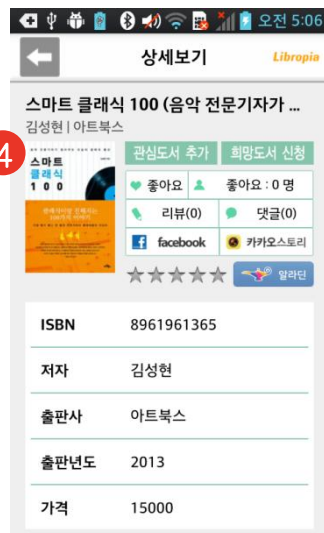 오전 5:06
상세보기
Libropia
스마트 클래식 100 (음악 전문기자가 ...
김성현 | 아트북스
4
스마트
클래식
1 0 0
관심도서 추가
희망도서 신청
좋아요
좋아요 : 0 명
리뷰(0)
댓글(0)
facebook
카카오스토리
알라딘
ISBN 8961961365
저자 김성현
출판사 아트북스
출판년도 2013
가격 15000